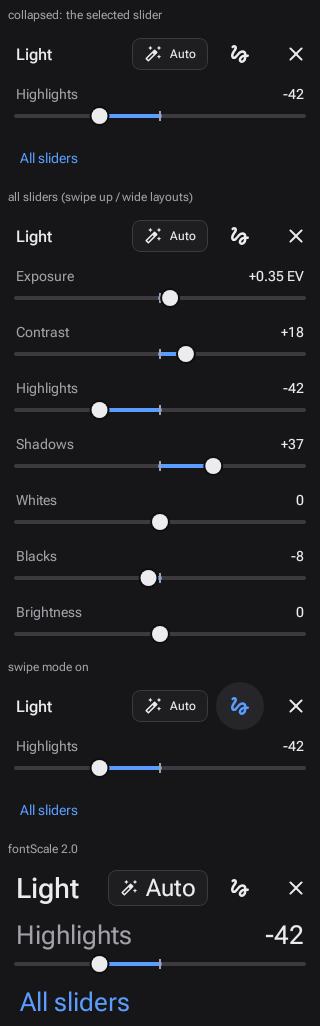 collapsed: the selected slider
Light Auto
Highlights -42
All sliders
all sliders (swipe up / wide layouts)
Light Auto
Exposure +0.35 EV
Contrast +18
Highlights -42
Shadows +37
Whites 0
Blacks -8
Brightness 0
swipe mode on
Light Auto
Highlights -42
All sliders
fontScale 2.0
Light Auto
Highlights -42
All sliders